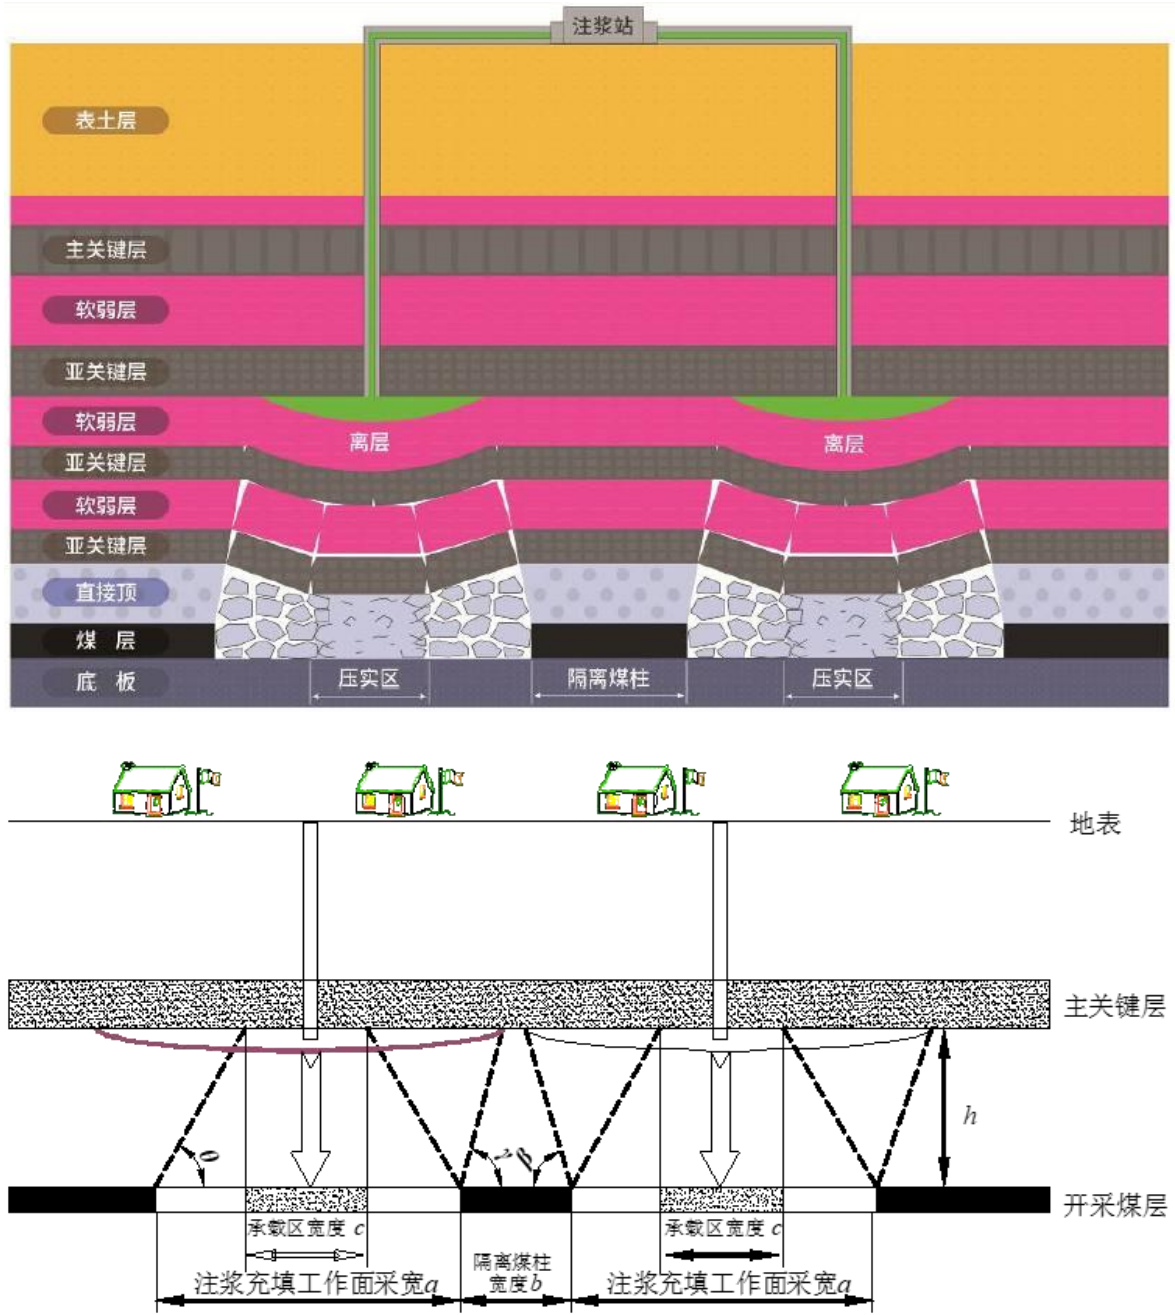 注浆站
表土层
主关键层
软弱层
亚关键层
软弱层
离层
离层
亚关键层
软弱层
亚关键层
直接顶
煤 层
底 板
压实区
隔离煤柱
压实区
地表
主关键层
h
θ
γ
β
开采煤层
承载区宽度 c
承载区宽度 c
隔离煤柱
宽度b
注浆充填工作面采宽a
注浆充填工作面采宽a